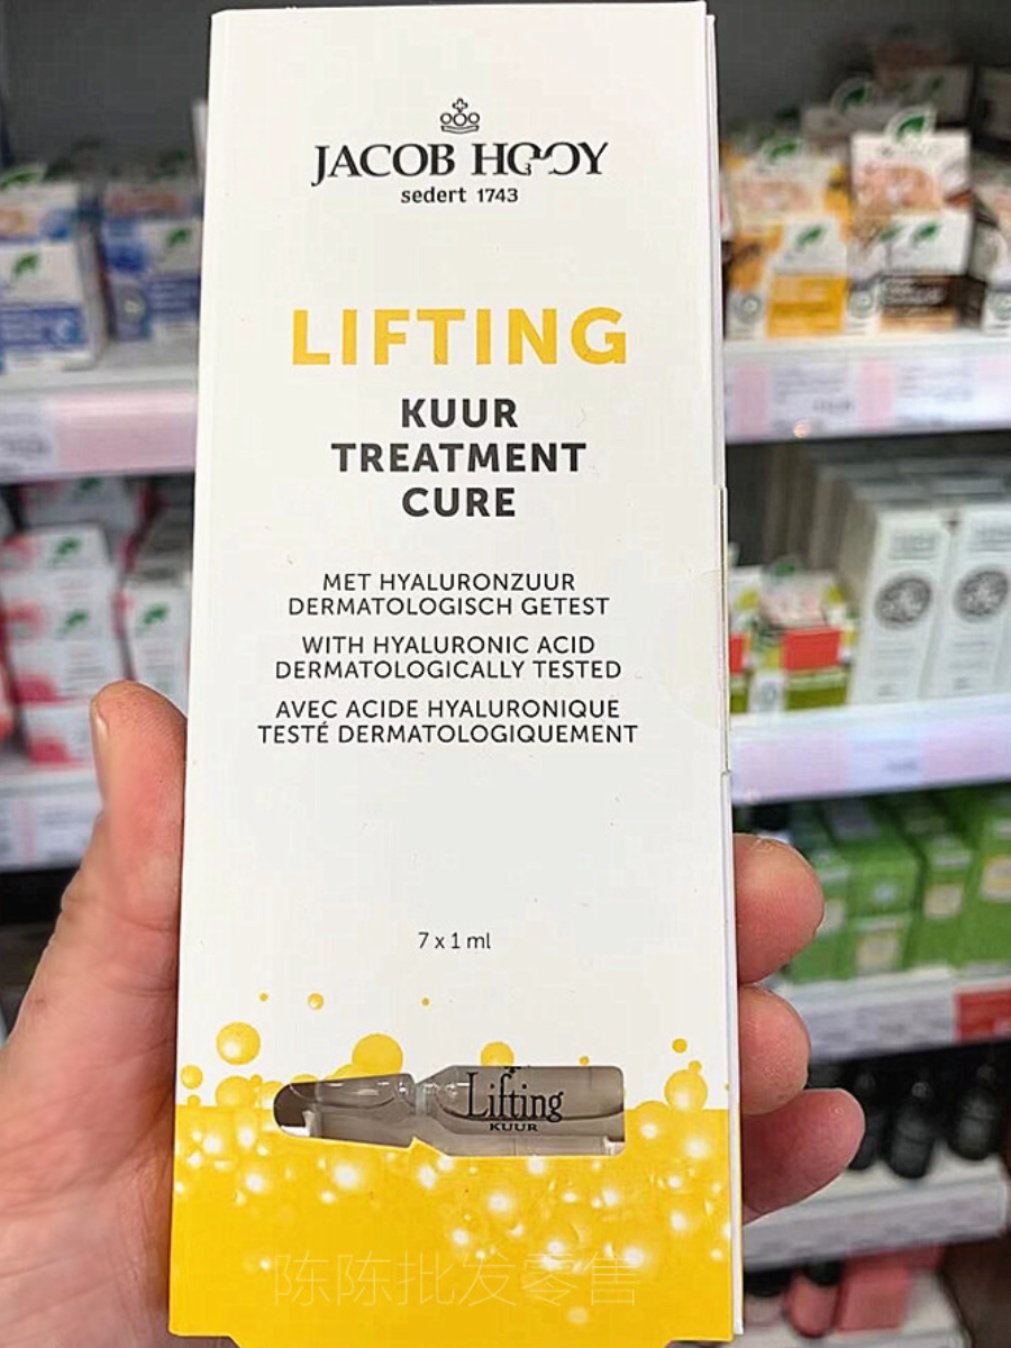 JACOB HOOY
sedert 1743
LIFTING
KUUR
TREATMENT
CURE
MET HYALURONZUUR
DERMATOLOGISCH GETEST
WITH HYALURONIC ACID
DERMATOLOGICALLY TESTED
AVEC ACIDE HYALURONIQUE
TESTÉ DERMATOLOGIQUEMENT
7 x 1 ml
Lifting
KUUR
陈陈批发零售